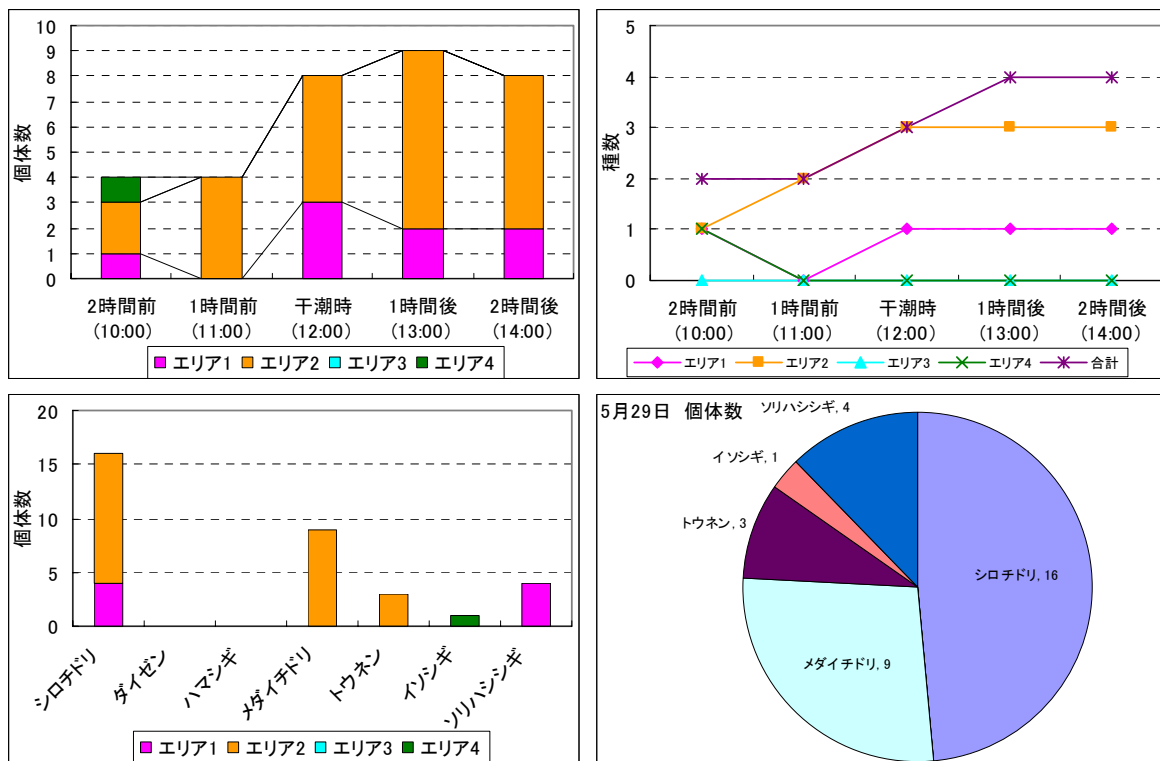 10
9
8
7
6
5
4
3
2
1
0
個体数
2時間前 1時間前 干潮時 1時間後 2時間後
(10:00) (11:00) (12:00) (13:00) (14:00)
エリア1 エリア2 エリア3 エリア4
5
4
3
2
1
0
種数
2時間前 1時間前 干潮時 1時間後 2時間後
(10:00) (11:00) (12:00) (13:00) (14:00)
エリア1 エリア2 エリア3 エリア4 合計
20
15
10
5
0
個体数
シロチドリ
ダイゼン
ハマシギ
メダイチドリ
トウネン
イソシギ
ソリハシシギ
エリア1 エリア2 エリア3 エリア4
5月29日 個体数
ソリハシシギ, 4
イソシギ, 1
トウネン, 3
シロチドリ, 16
メダイチドリ, 9